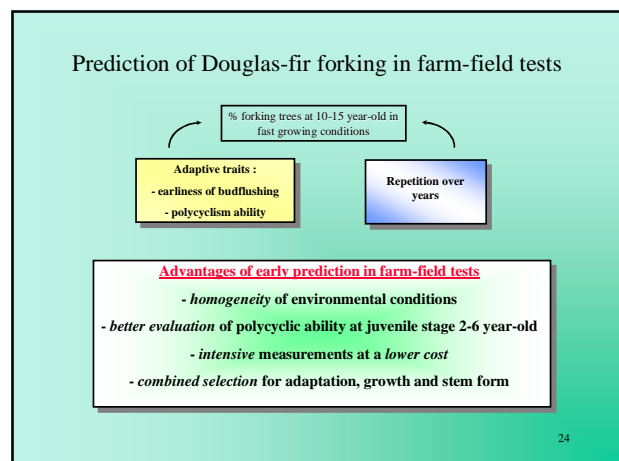 Prediction of Douglas-fir forking in farm-field tests
% forking trees at 10-15 year-old in
fast growing conditions
Adaptive traits :
- earliness of budflushing
- polycyclism ability
Repetition over
years
Advantages of early prediction in farm-field tests
- homogeneity of environmental conditions
- better evaluation of polycyclic ability at juvenile stage 2-6 year-old
- intensive measurements at a lower cost
- combined selection for adaptation, growth and stem form
24